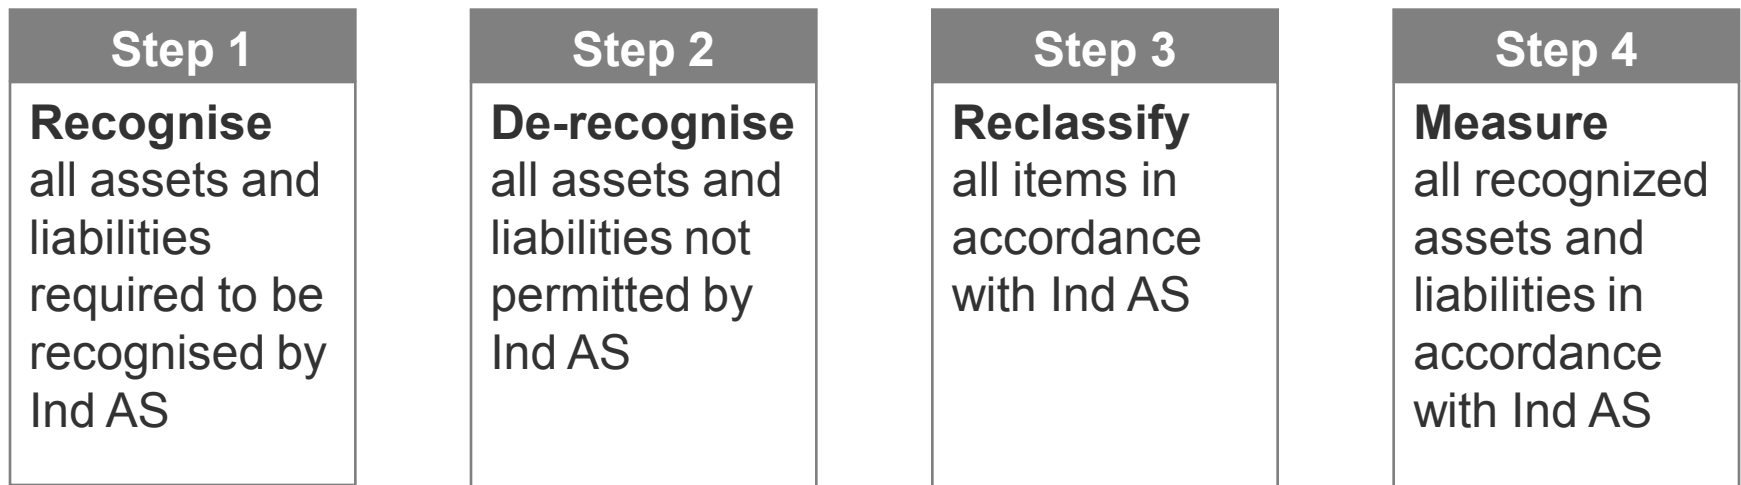 Step 1
Recognise
all assets and
liabilities
required to be
recognised by
Ind AS
Step 2
De-recognise
all assets and
liabilities not
permitted by
Ind AS
Step 3
Reclassify
all items in
accordance
with Ind AS
Step 4
Measure
all recognized
assets and
liabilities in
accordance
with Ind AS